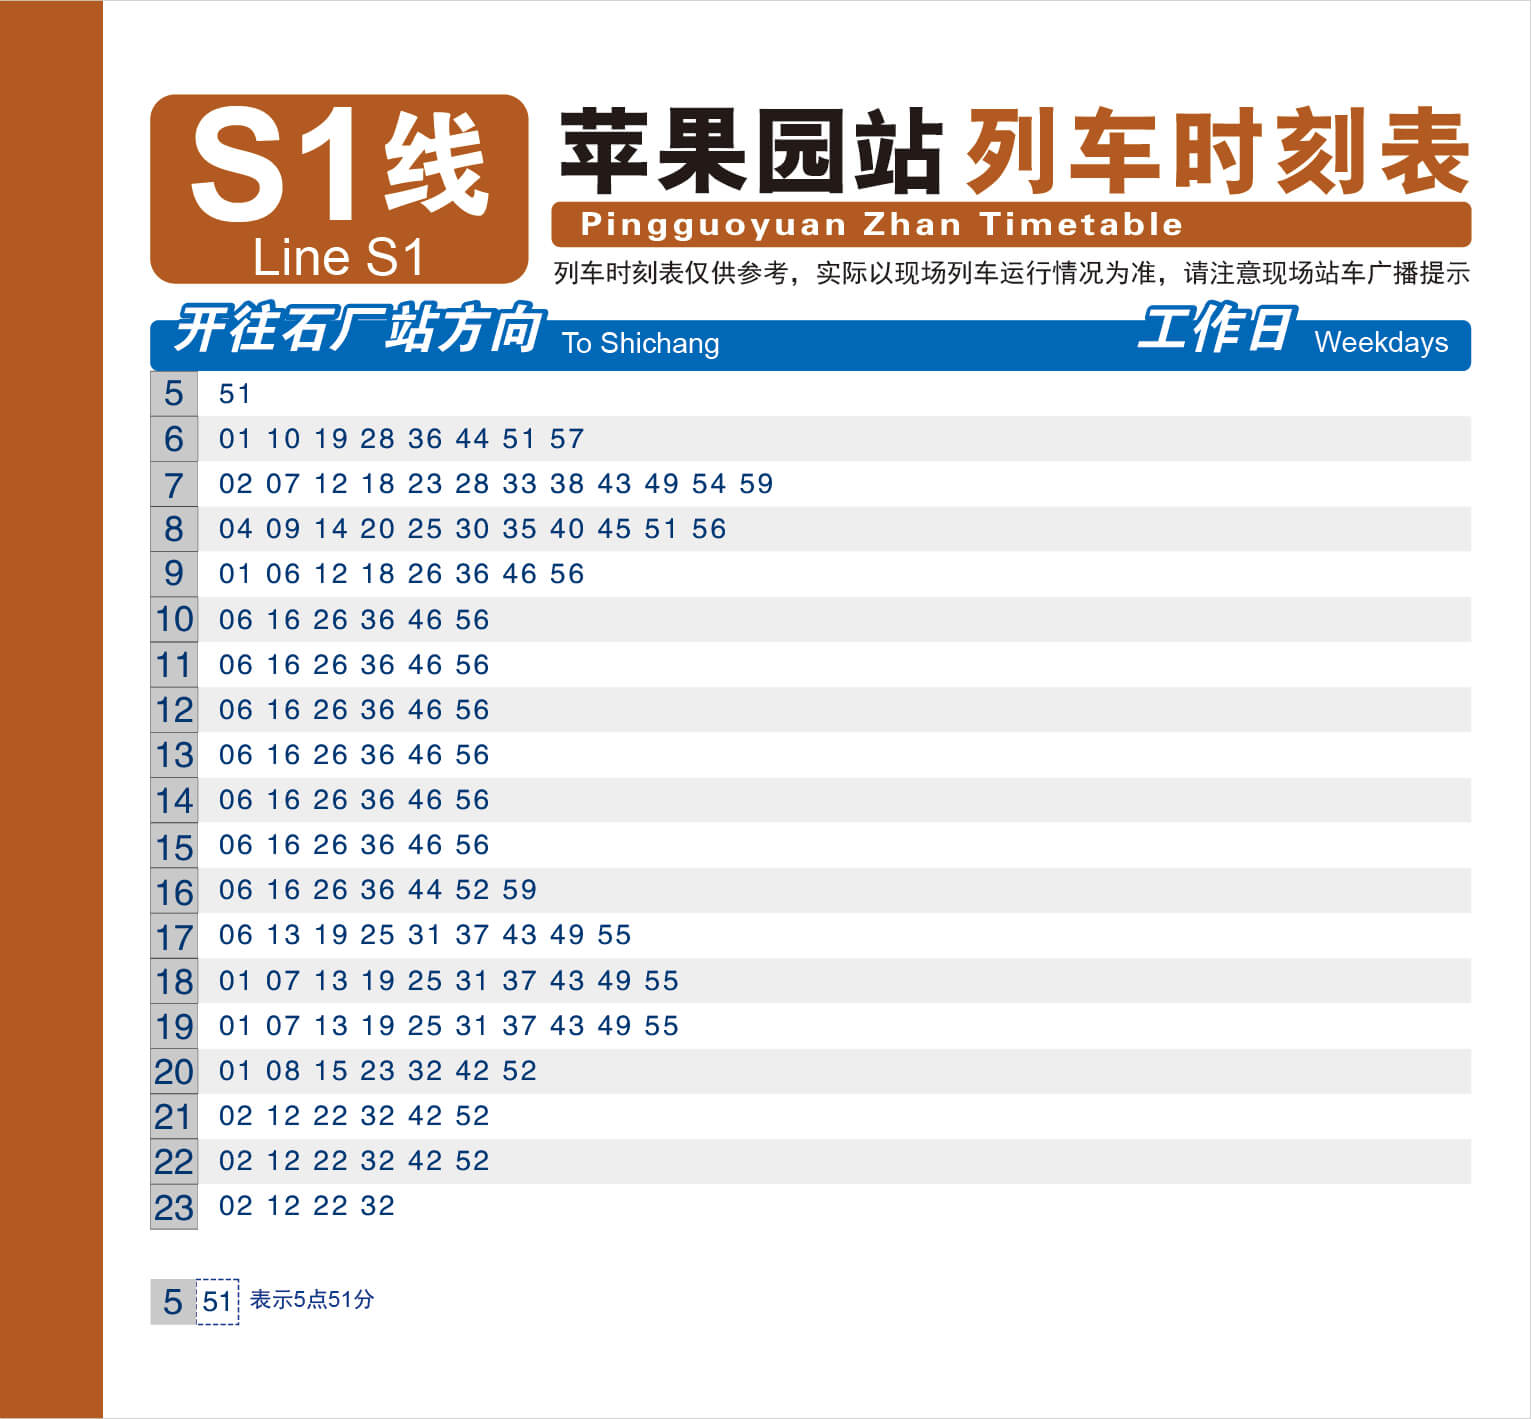 S1线
Line S1
苹果园站 列车时刻表
Pingguoyuan Zhan Timetable
列车时刻表仅供参考，实际以现场列车运行情况为准，请注意现场站车广播提示
开往石厂站方向 To Shichang 工作日 Weekdays
5 51
6 01 10 19 28 36 44 51 57
7 02 07 12 18 23 28 33 38 43 49 54 59
8 04 09 14 20 25 30 35 40 45 51 56
9 01 06 12 18 26 36 46 56
10 06 16 26 36 46 56
11 06 16 26 36 46 56
12 06 16 26 36 46 56
13 06 16 26 36 46 56
14 06 16 26 36 46 56
15 06 16 26 36 46 56
16 06 16 26 36 44 52 59
17 06 13 19 25 31 37 43 49 55
18 01 07 13 19 25 31 37 43 49 55
19 01 07 13 19 25 31 37 43 49 55
20 01 08 15 23 32 42 52
21 02 12 22 32 42 52
22 02 12 22 32 42 52
23 02 12 22 32
5 51 表示5点51分